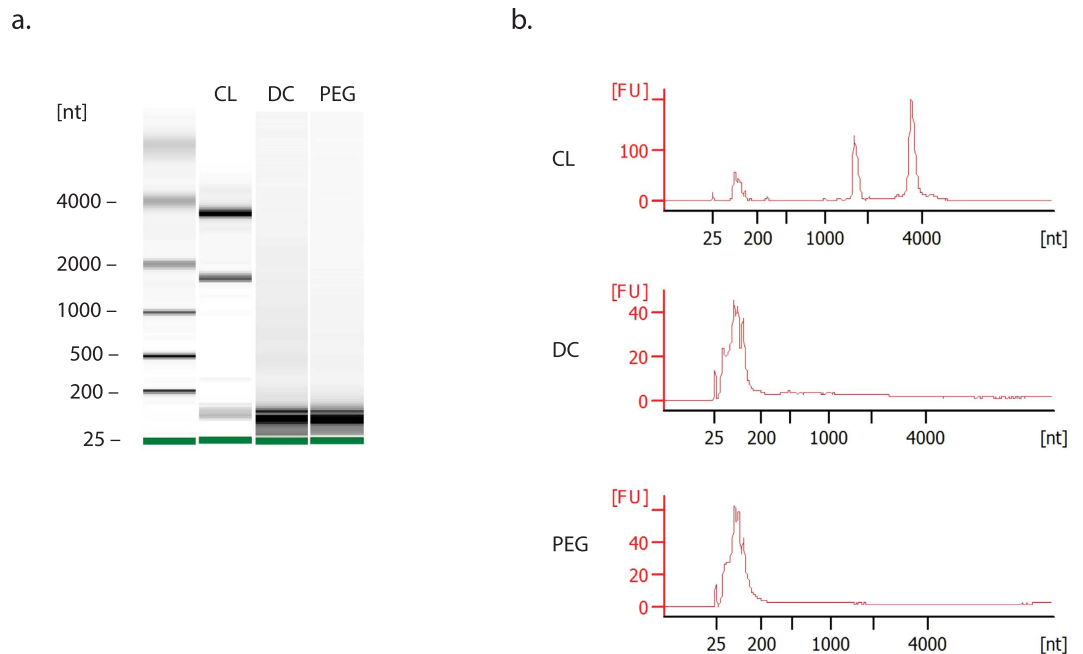 a.
b.
CL DC PEG
[nt]
4000 –
2000 –
1000 –
500 –
200 –
25 –
CL
[FU]
100
0
25 200 1000 4000 [nt]
DC
[FU]
40
20
0
25 200 1000 4000 [nt]
PEG
[FU]
40
20
0
25 200 1000 4000 [nt]